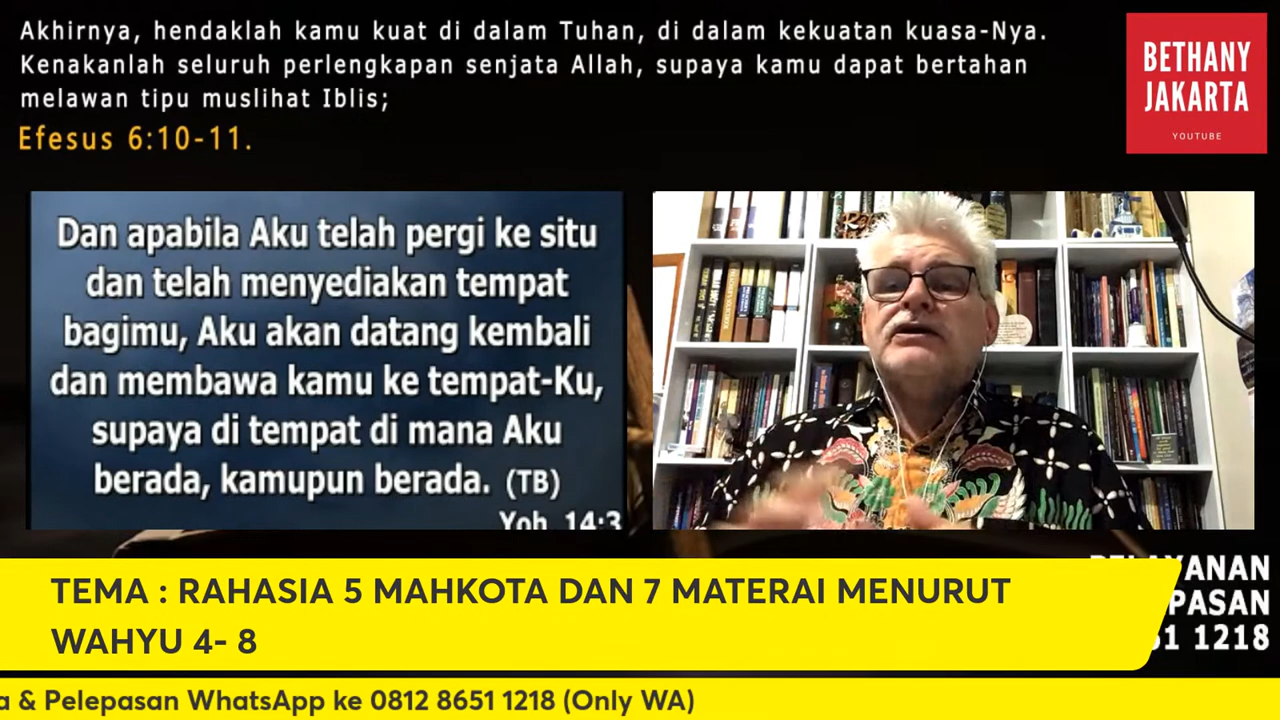 Akhirnya, hendaklah kamu kuat di dalam Tuhan, di dalam kekuatan kuasa-Nya.
Kenakanlah seluruh perlengkapan senjata Allah, supaya kamu dapat bertahan
melawan tipu muslihat Iblis;
Efesus 6:10-11.
BETHANY
JAKARTA
YOUTUBE
Dan apabila Aku telah pergi ke situ
dan telah menyediakan tempat
bagimu, Aku akan datang kembali
dan membawa kamu ke tempat-Ku,
supaya di tempat di mana Aku
berada, kamupun berada. (TB)
Yoh 14:3
TEMA : RAHASIA 5 MAHKOTA DAN 7 MATERAI MENURUT
WAHYU 4- 8
1218
a & Pelepasan WhatsApp ke 0812 8651 1218 (Only WA)